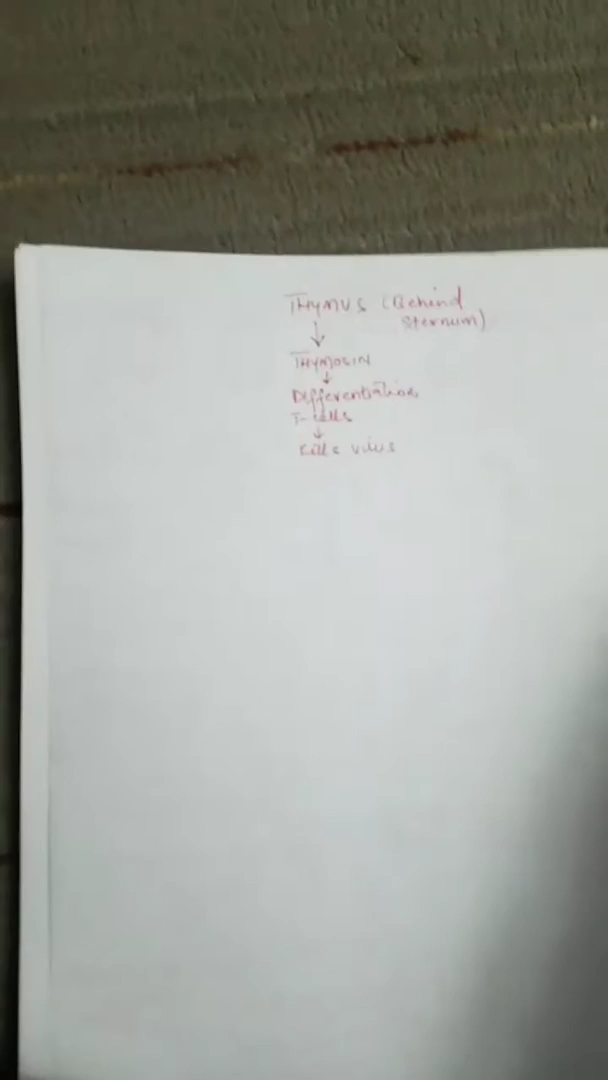 THYMUS (Behind
Sternum)
↓
THYMOSIN
↓
Differentiation
T-cells
↓
Kills virus